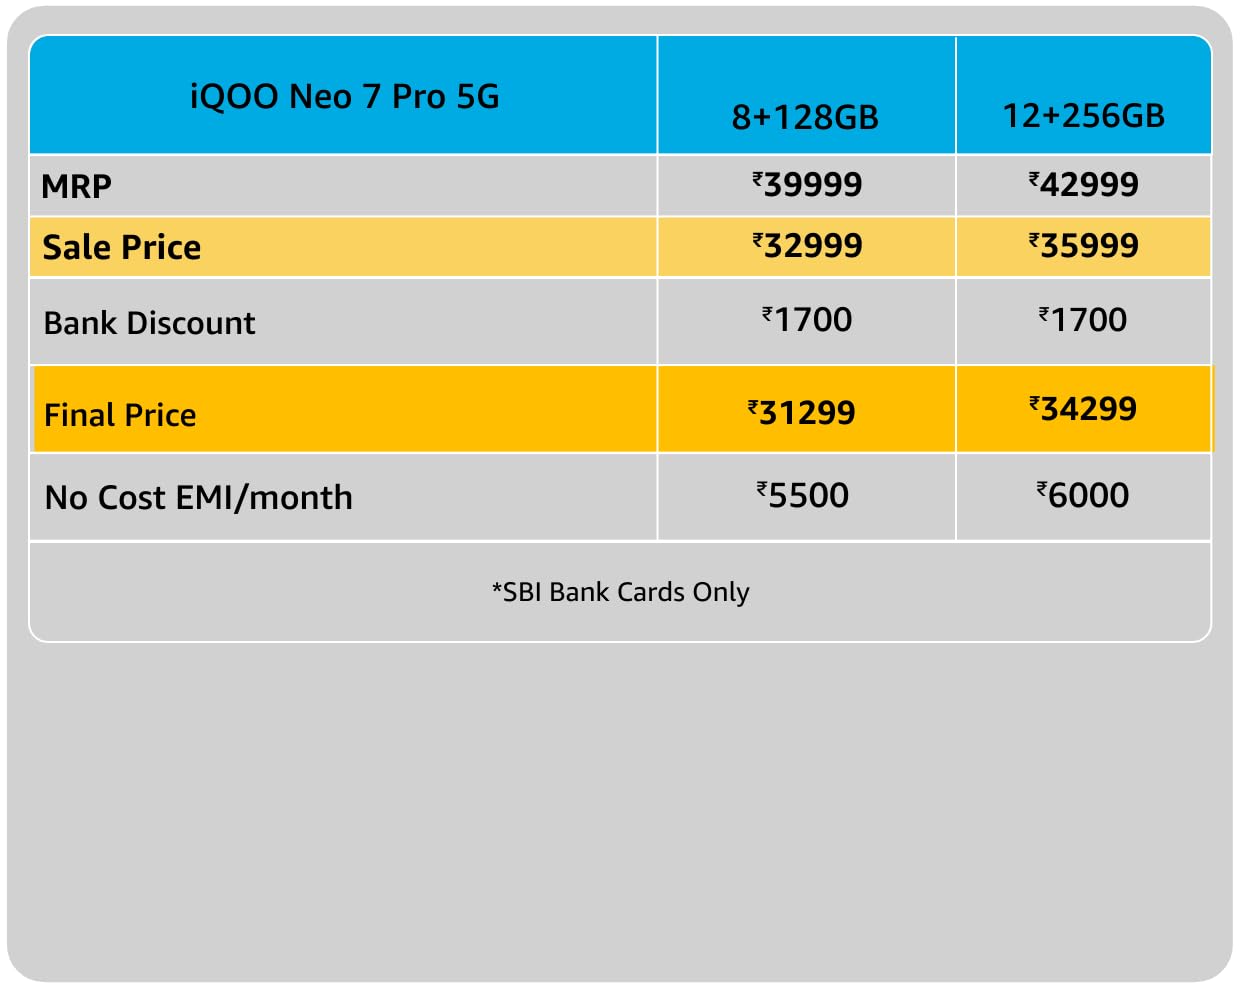 iQOO Neo 7 Pro 5G 8+128GB 12+256GB
MRP ₹39999 ₹42999
Sale Price ₹32999 ₹35999
Bank Discount ₹1700 ₹1700
Final Price ₹31299 ₹34299
No Cost EMI/month ₹5500 ₹6000
*SBI Bank Cards Only